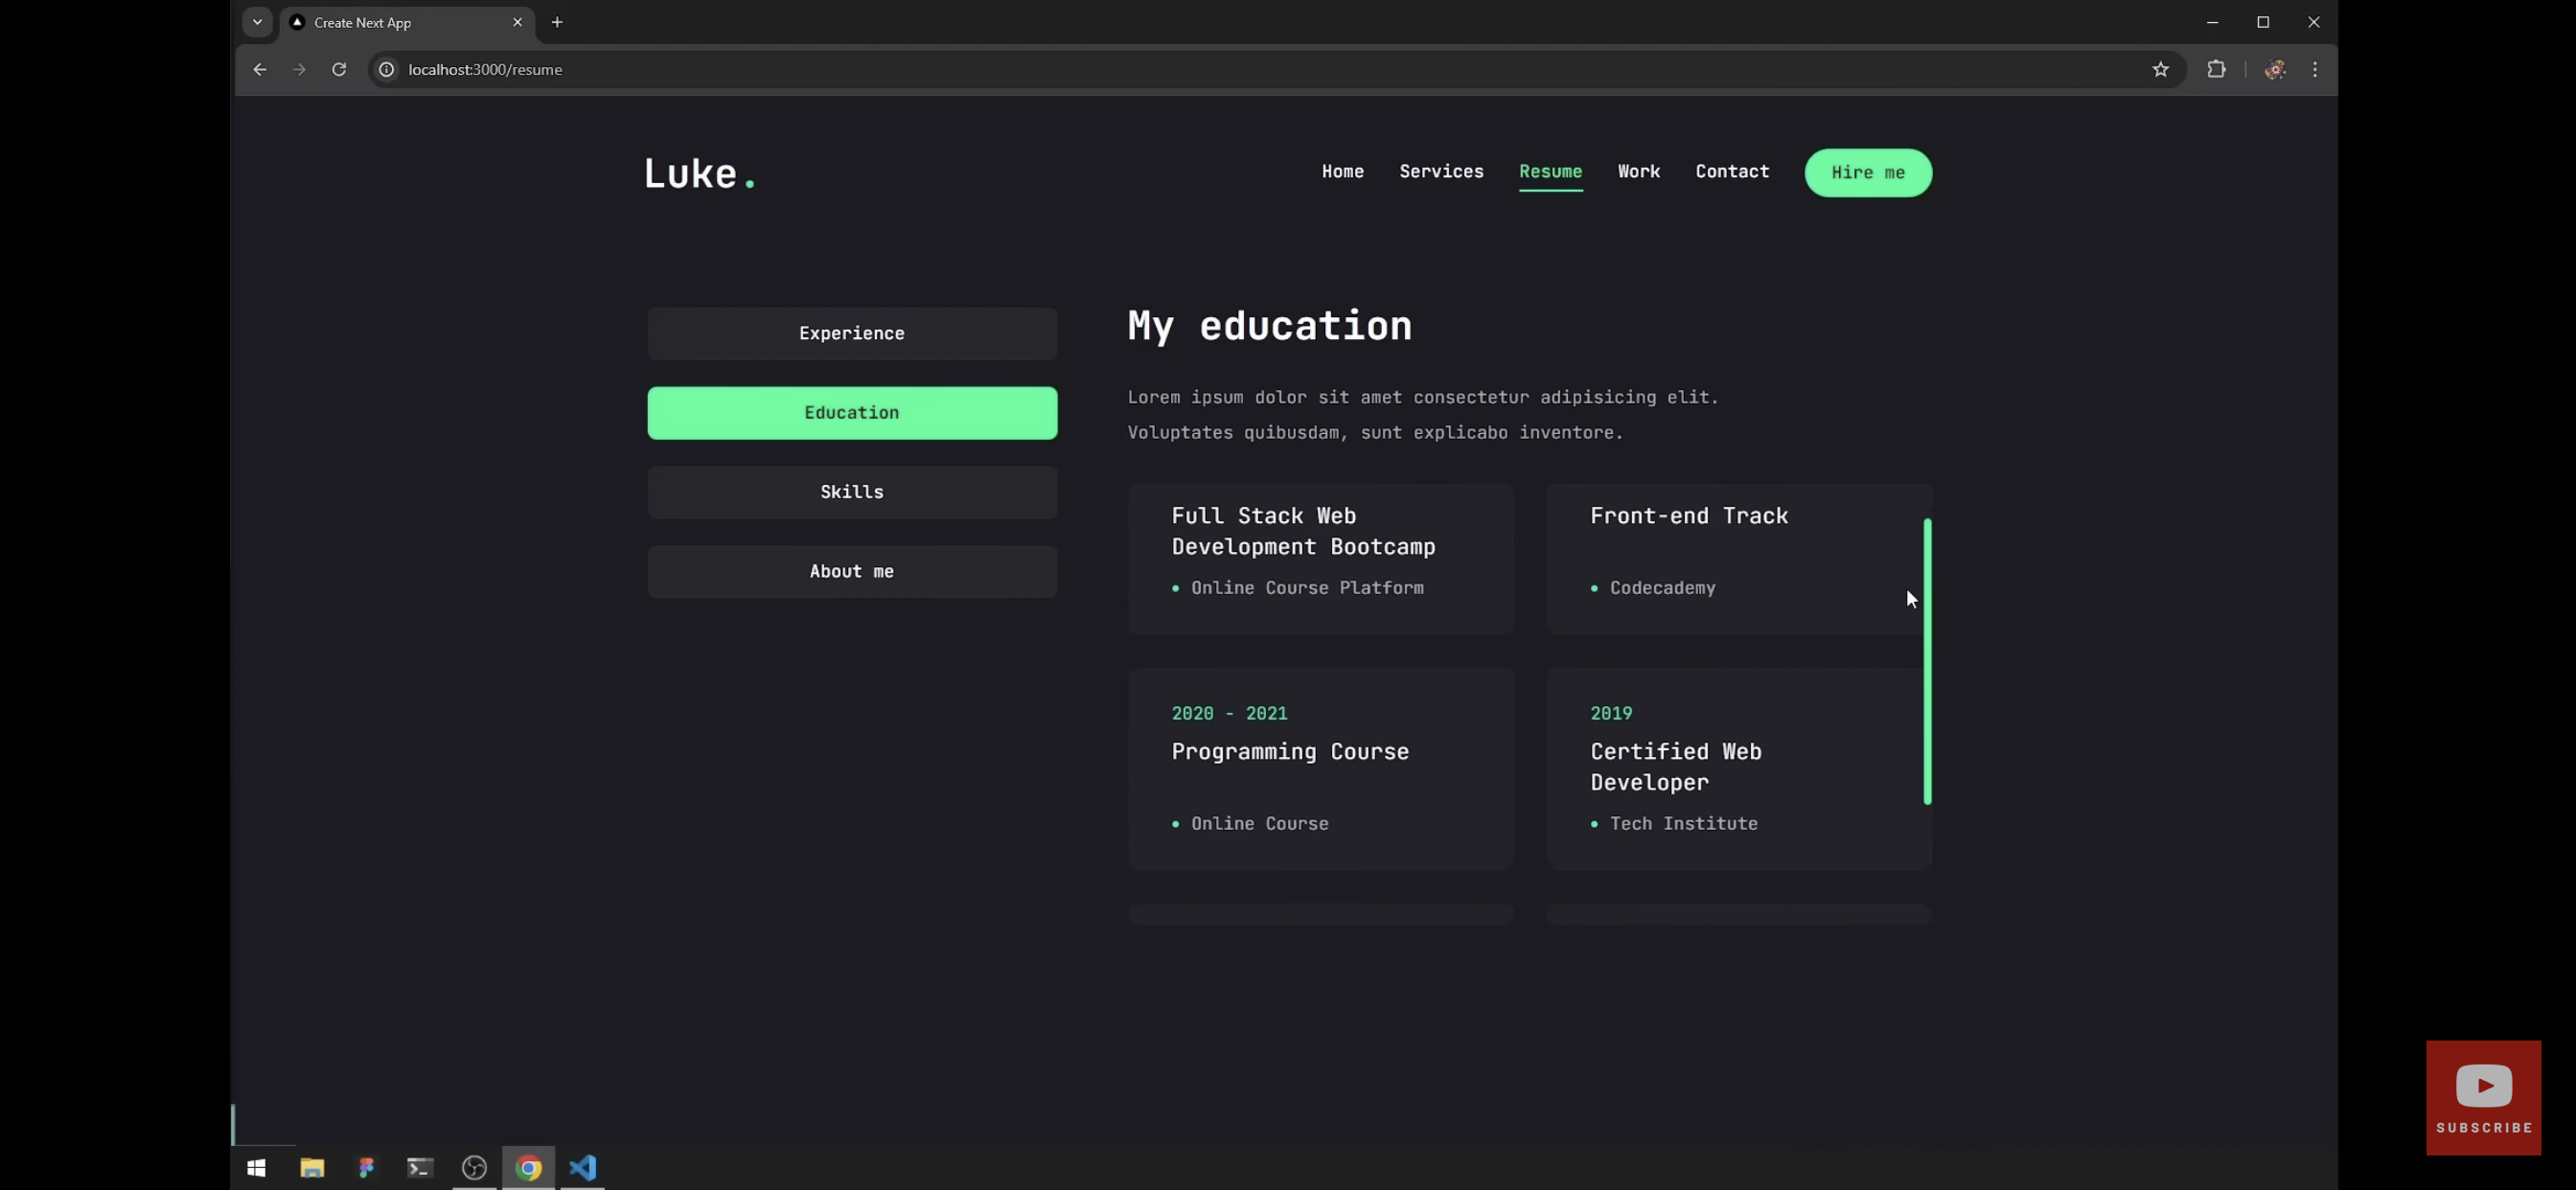 Create Next App
localhost:3000/resume
Luke.
Home Services Resume Work Contact Hire me
Experience
Education
Skills
About me
My education
Lorem ipsum dolor sit amet consectetur adipisicing elit.
Voluptates quibusdam, sunt explicabo inventore.
Full Stack Web
Development Bootcamp
• Online Course Platform
Front-end Track
• Codecademy
2020 - 2021
Programming Course
• Online Course
2019
Certified Web
Developer
• Tech Institute
SUBSCRIBE